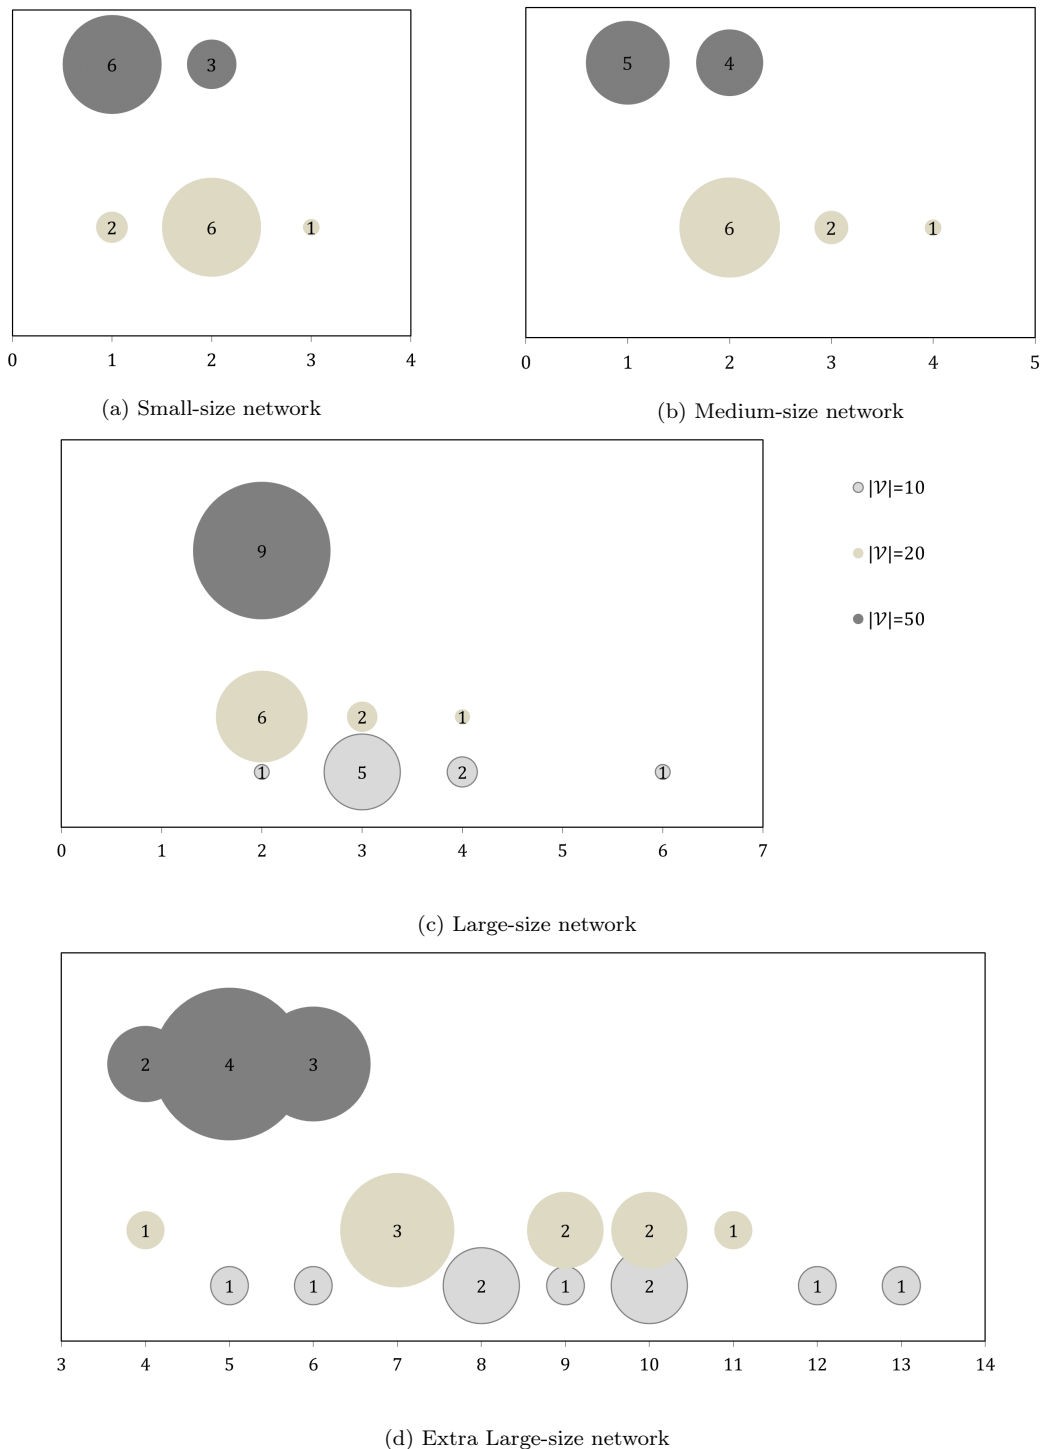 6 3
2 6 1
0 1 2 3 4
(a) Small-size network
5 4
6 2 1
0 1 2 3 4 5
(b) Medium-size network
9
6 2 1
1 5 2 1
0 1 2 3 4 5 6 7
|𝒱|=10
|𝒱|=20
|𝒱|=50
(c) Large-size network
2 4 3
1 3 2 2 1
1 1 2 1 2 1 1
3 4 5 6 7 8 9 10 11 12 13 14
(d) Extra Large-size network